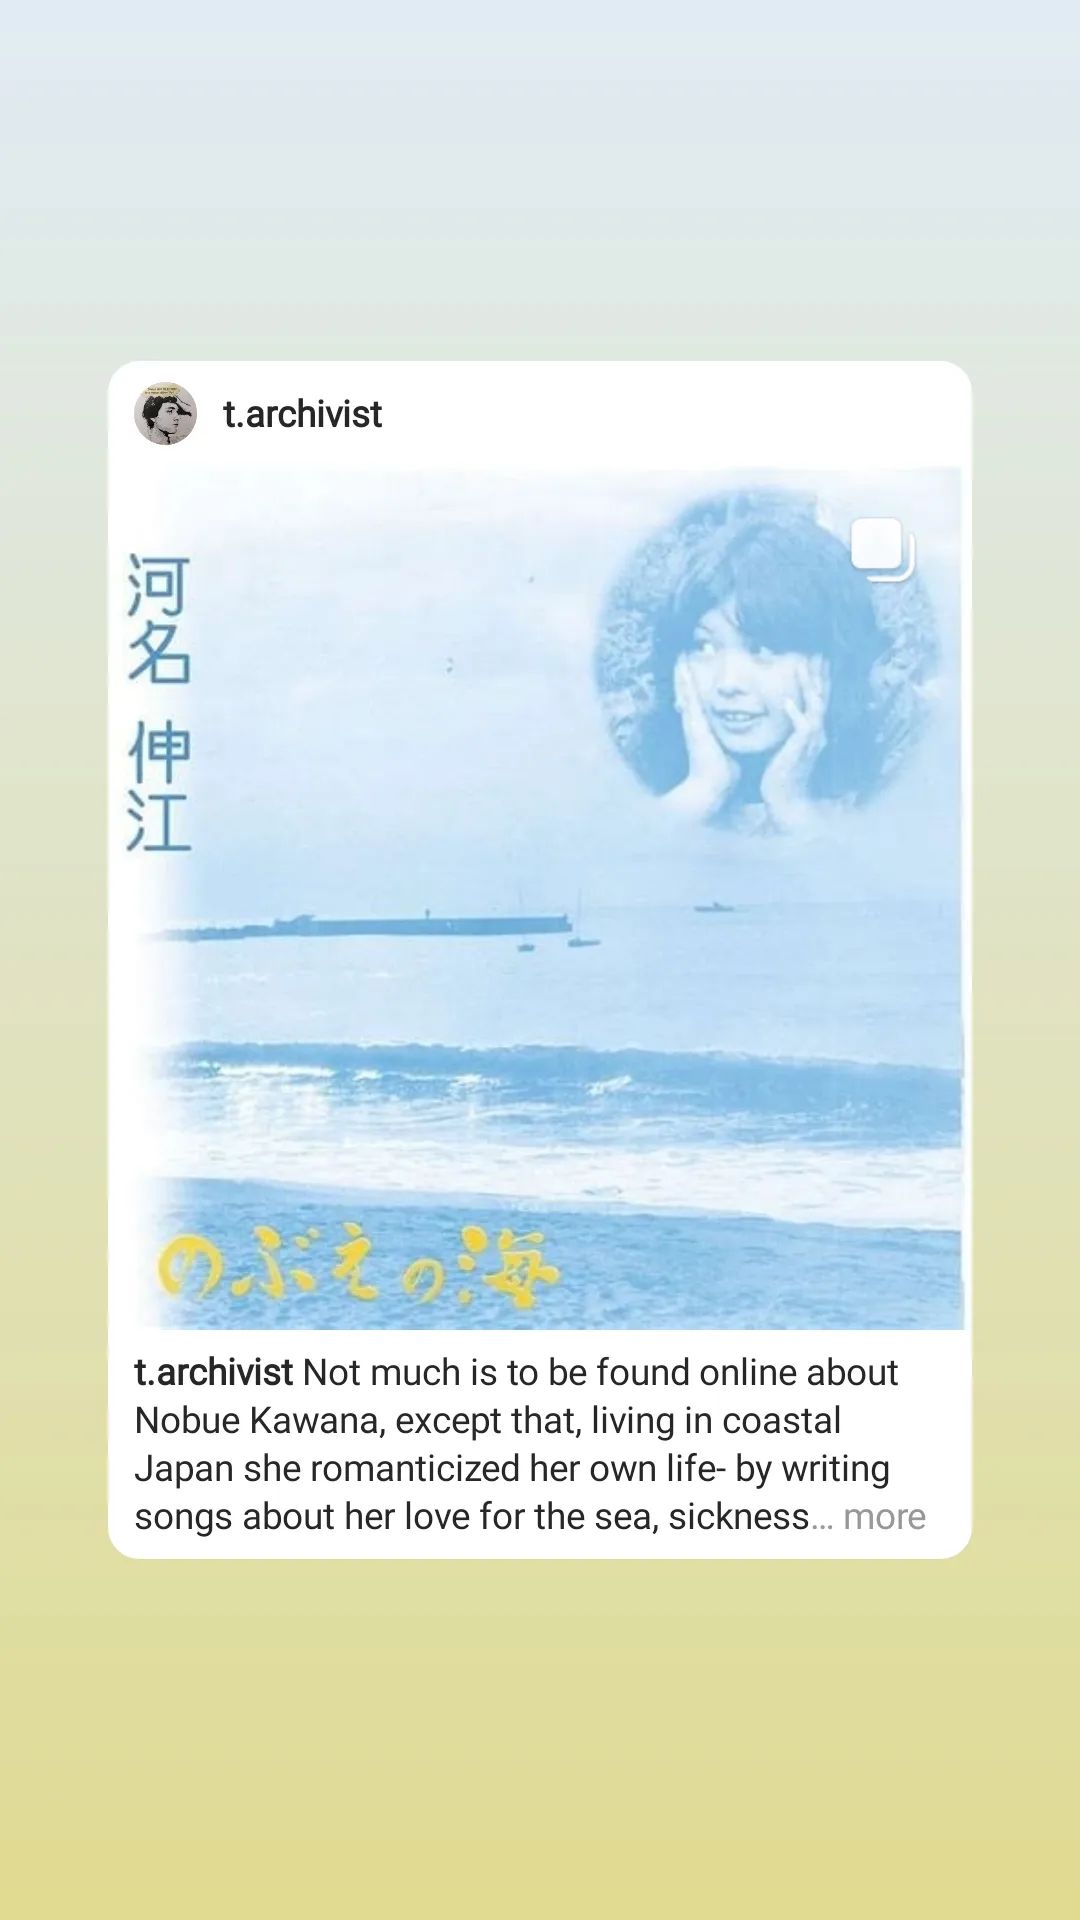 t.archivist
河名 伸江
のぶえの海
t.archivist Not much is to be found online about
Nobue Kawana, except that, living in coastal
Japan she romanticized her own life- by writing
songs about her love for the sea, sickness... more